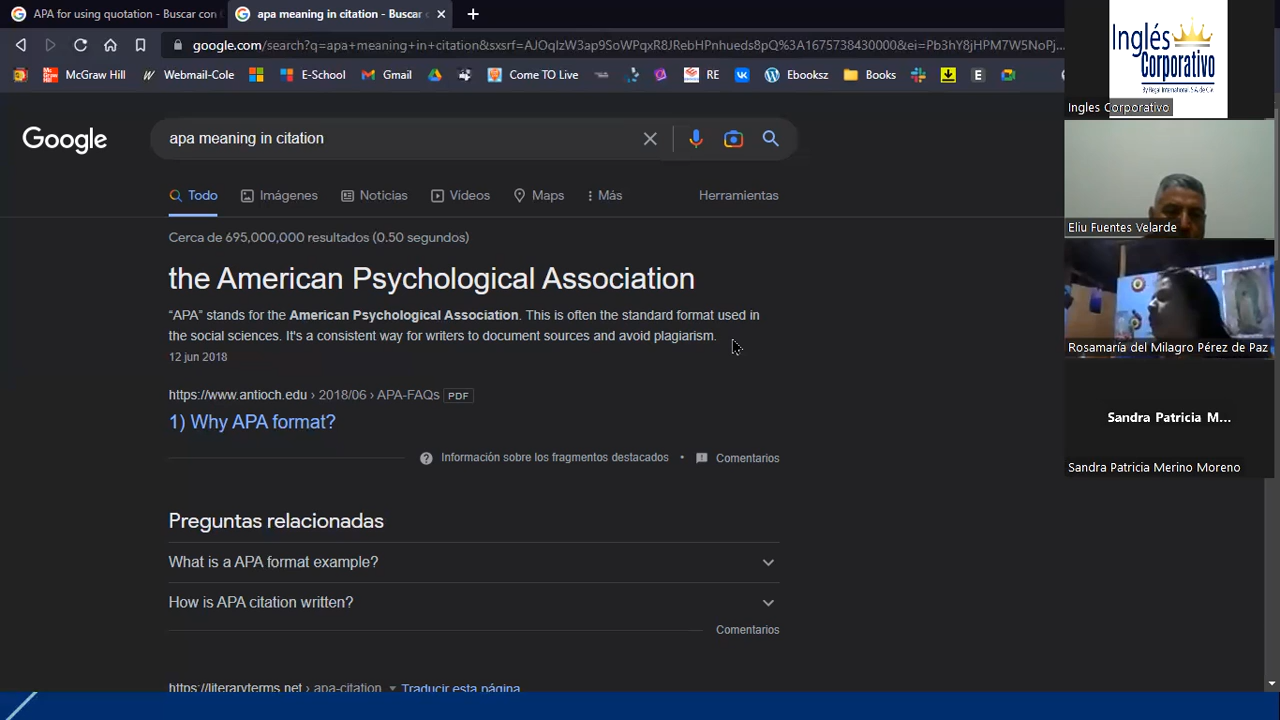 APA for using quotation - Buscar con
apa meaning in citation - Buscar c
google.com/search?q=apa+meaning+in+citation&sxsrf=AJOqlzW3ap9SoWPqxR8JRebHPnhueds8pQ%3A1675738430000&ei=Pb3hY8jHPM7W5NoPj...
McGraw Hill
Webmail-Cole
E-School
Gmail
Come TO Live
RE
Ebooksz
Books
Google
apa meaning in citation
Todo
Imágenes
Noticias
Videos
Maps
Más
Herramientas
Cerca de 695,000,000 resultados (0.50 segundos)
the American Psychological Association
“APA” stands for the American Psychological Association. This is often the standard format used in
the social sciences. It's a consistent way for writers to document sources and avoid plagiarism.
12 jun 2018
https://www.antioch.edu › 2018/06 › APA-FAQs PDF
1) Why APA format?
Información sobre los fragmentos destacados • Comentarios
Preguntas relacionadas
What is a APA format example?
How is APA citation written?
Comentarios
https://literaryterms.net › apa-citation Traducir esta página
Inglés
Corporativo
By Regal International, S.A. de C.V.
Ingles Corporativo
Eliu Fuentes Velarde
Rosamaría del Milagro Pérez de Paz
Sandra Patricia M...
Sandra Patricia Merino Moreno